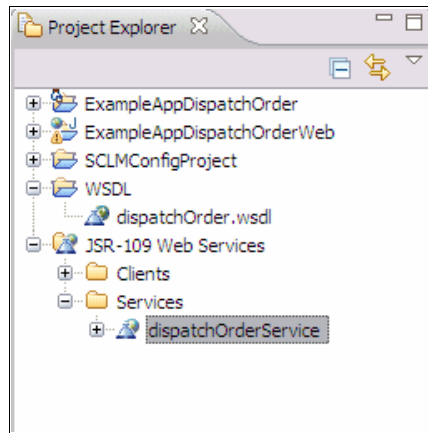 Project Explorer
ExampleAppDispatchOrder
ExampleAppDispatchOrderWeb
SCLMConfigProject
WSDL
dispatchOrder.wsdl
JSR-109 Web Services
Clients
Services
dispatchOrderService